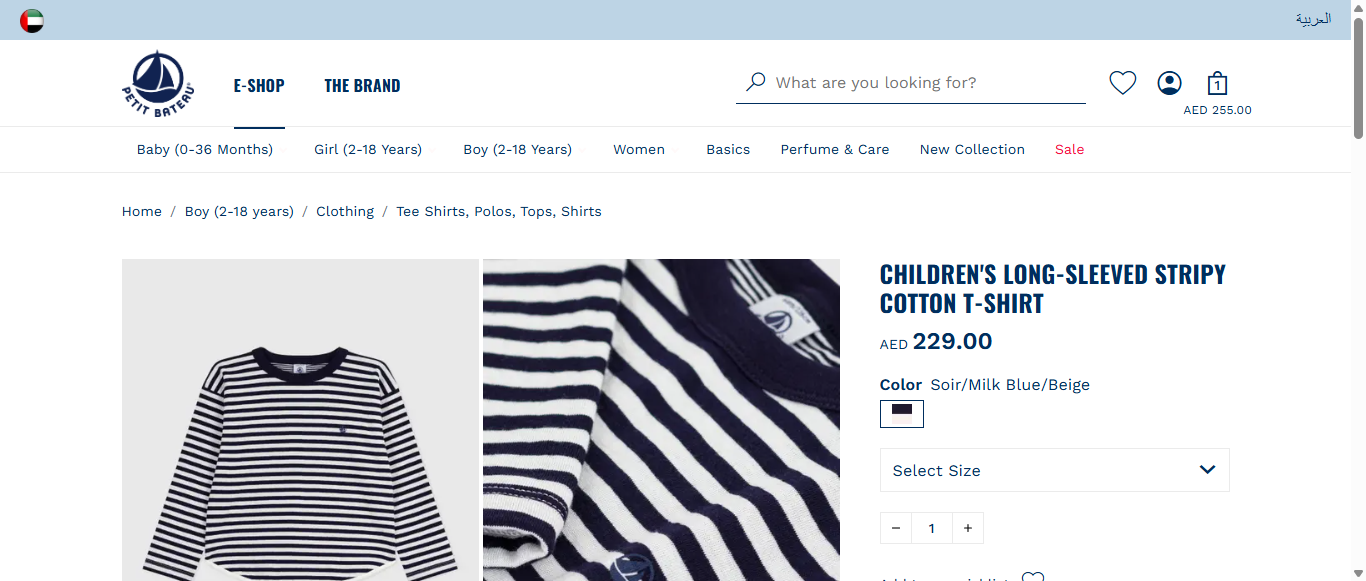 العربية
PETIT BATEAU
E-SHOP
THE BRAND
What are you looking for?
1
AED 255.00
Baby (0-36 Months)
Girl (2-18 Years)
Boy (2-18 Years)
Women
Basics
Perfume & Care
New Collection
Sale
Home / Boy (2-18 years) / Clothing / Tee Shirts, Polos, Tops, Shirts
CHILDREN'S LONG-SLEEVED STRIPY
COTTON T-SHIRT
AED 229.00
Color Soir/Milk Blue/Beige
Select Size
− 1 +